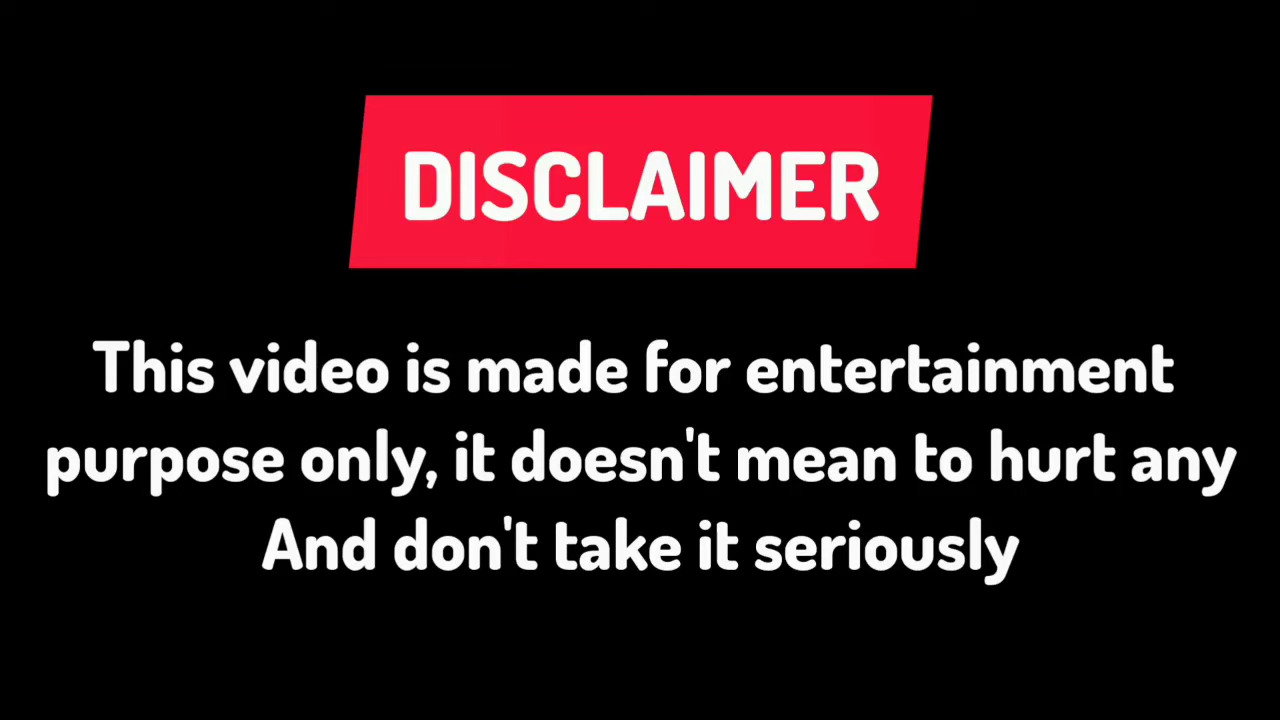 DISCLAIMER
This video is made for entertainment
purpose only, it doesn't mean to hurt any
And don't take it seriously